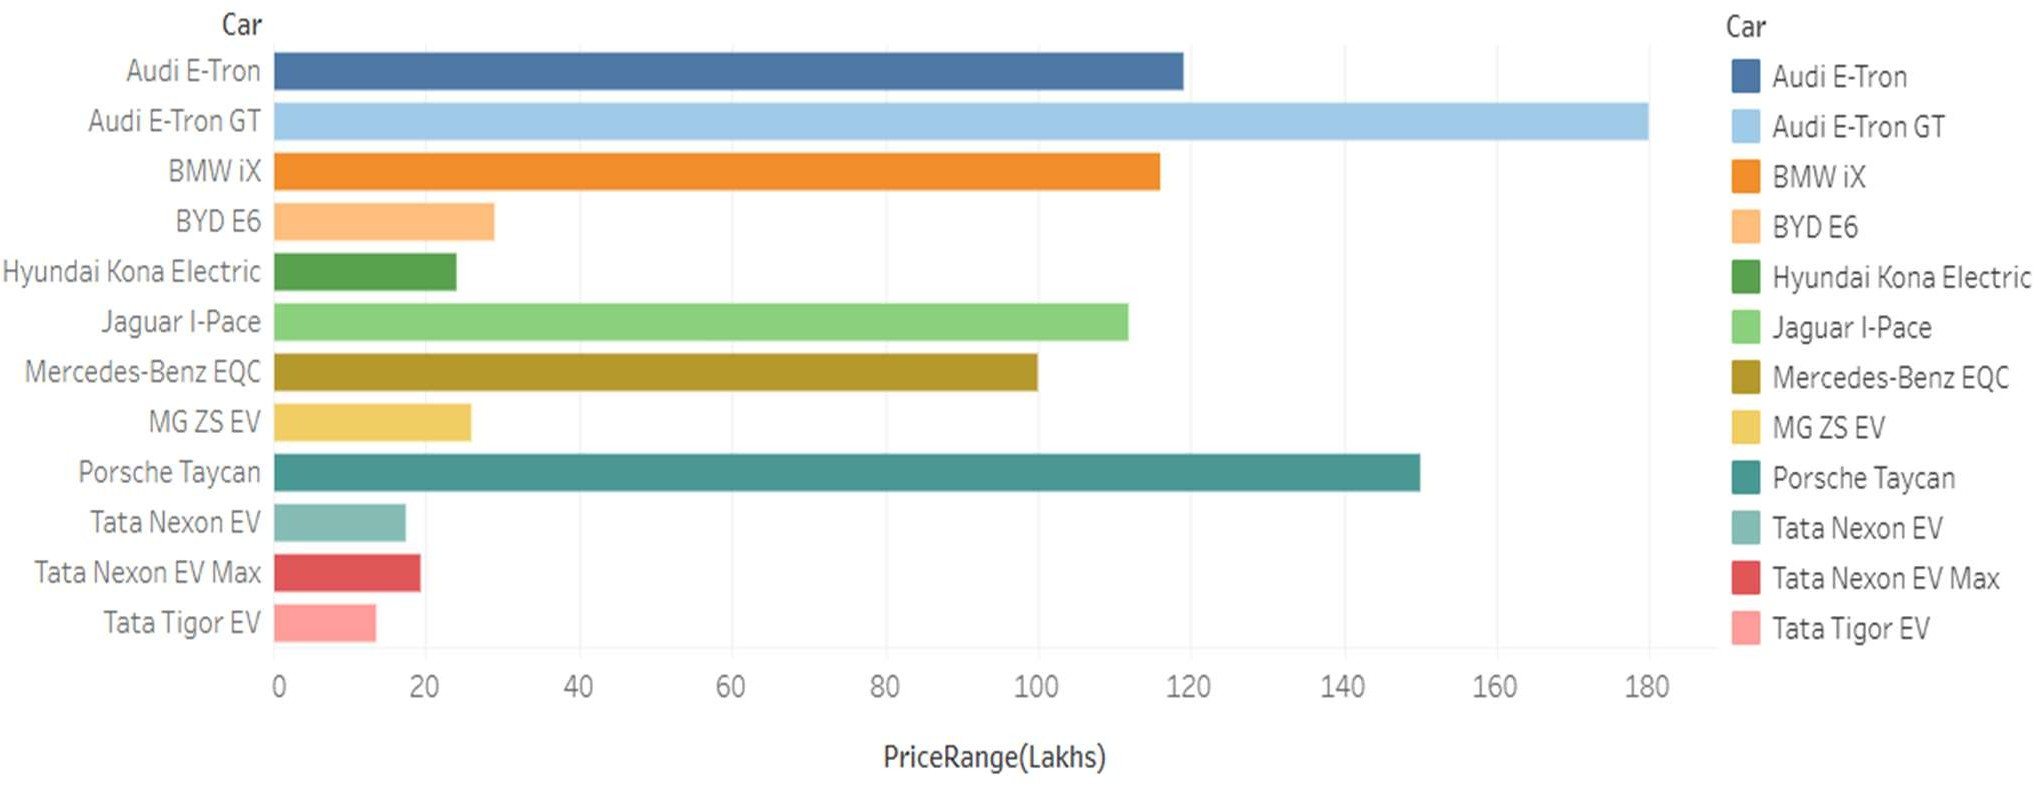 Car
Audi E-Tron
Audi E-Tron GT
BMW iX
BYD E6
Hyundai Kona Electric
Jaguar I-Pace
Mercedes-Benz EQC
MG ZS EV
Porsche Taycan
Tata Nexon EV
Tata Nexon EV Max
Tata Tigor EV
0 20 40 60 80 100 120 140 160 180
PriceRange(Lakhs)
Car
Audi E-Tron
Audi E-Tron GT
BMW iX
BYD E6
Hyundai Kona Electric
Jaguar I-Pace
Mercedes-Benz EQC
MG ZS EV
Porsche Taycan
Tata Nexon EV
Tata Nexon EV Max
Tata Tigor EV